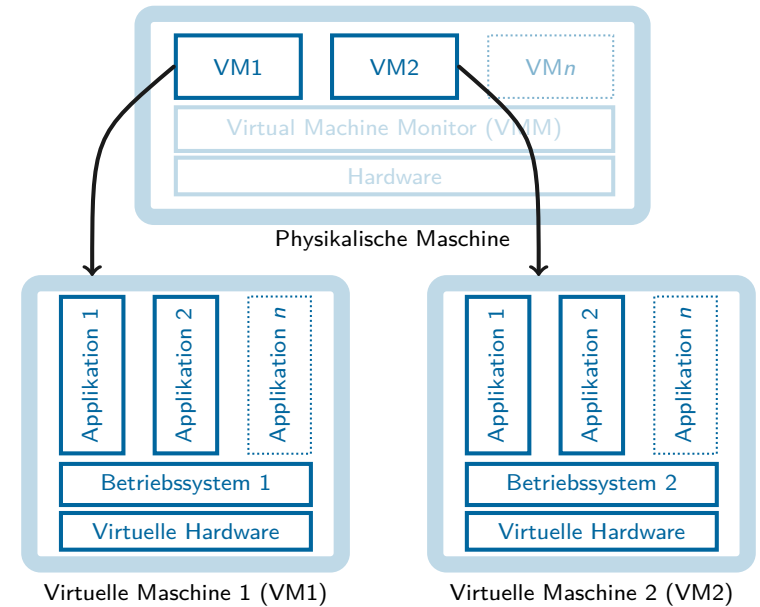 VM1
VM2
VMn
Virtual Machine Monitor (VMM)
Hardware
Physikalische Maschine
Applikation 1
Applikation 2
Applikation n
Betriebssystem 1
Virtuelle Hardware
Virtuelle Maschine 1 (VM1)
Applikation 1
Applikation 2
Applikation n
Betriebssystem 2
Virtuelle Hardware
Virtuelle Maschine 2 (VM2)